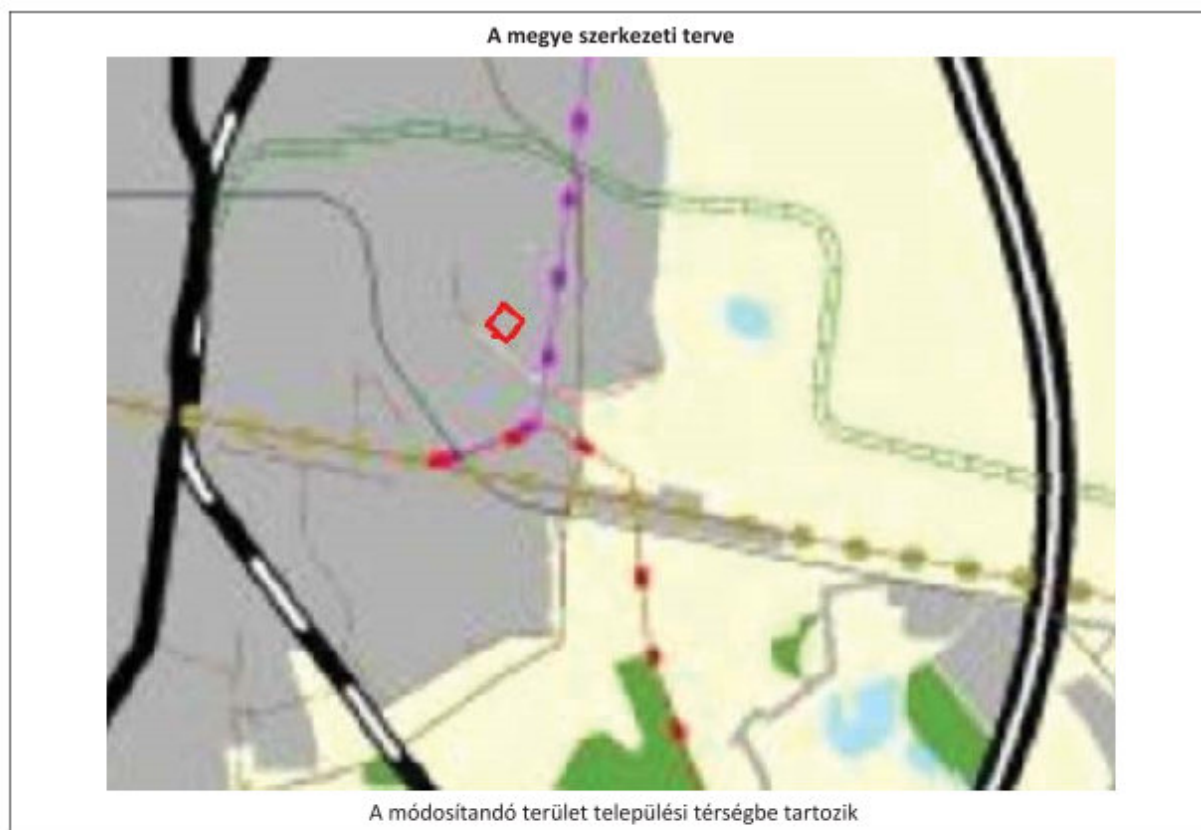 A megye szerkezeti terve
A módosítandó terület települési térségbe tartozik